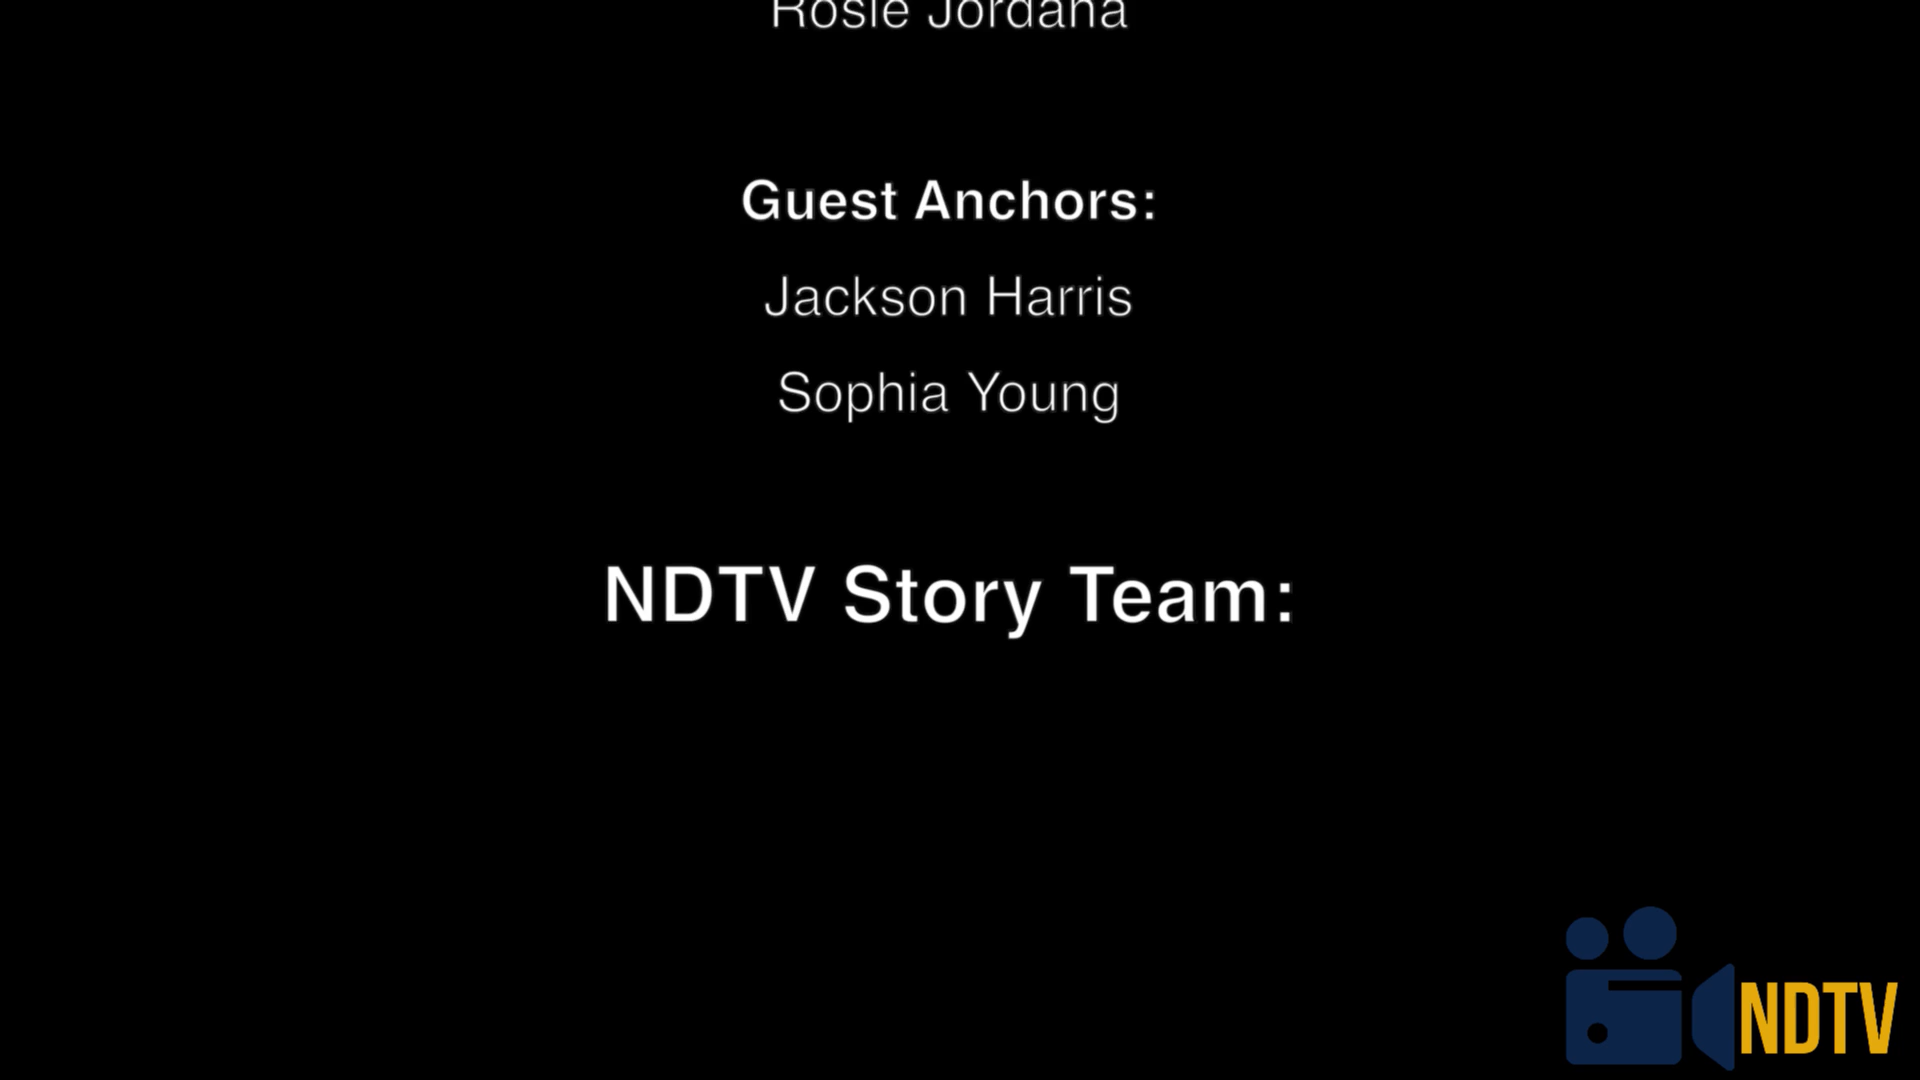 Rosie Jordana
Guest Anchors:
Jackson Harris
Sophia Young
NDTV Story Team:
NDTV